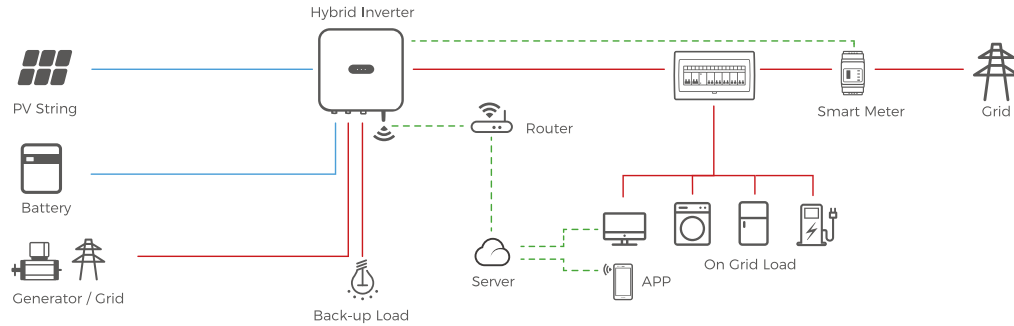 Hybrid Inverter
PV String
Smart Meter
Grid
Router
Battery
On Grid Load
Server
APP
Generator / Grid
Back-up Load